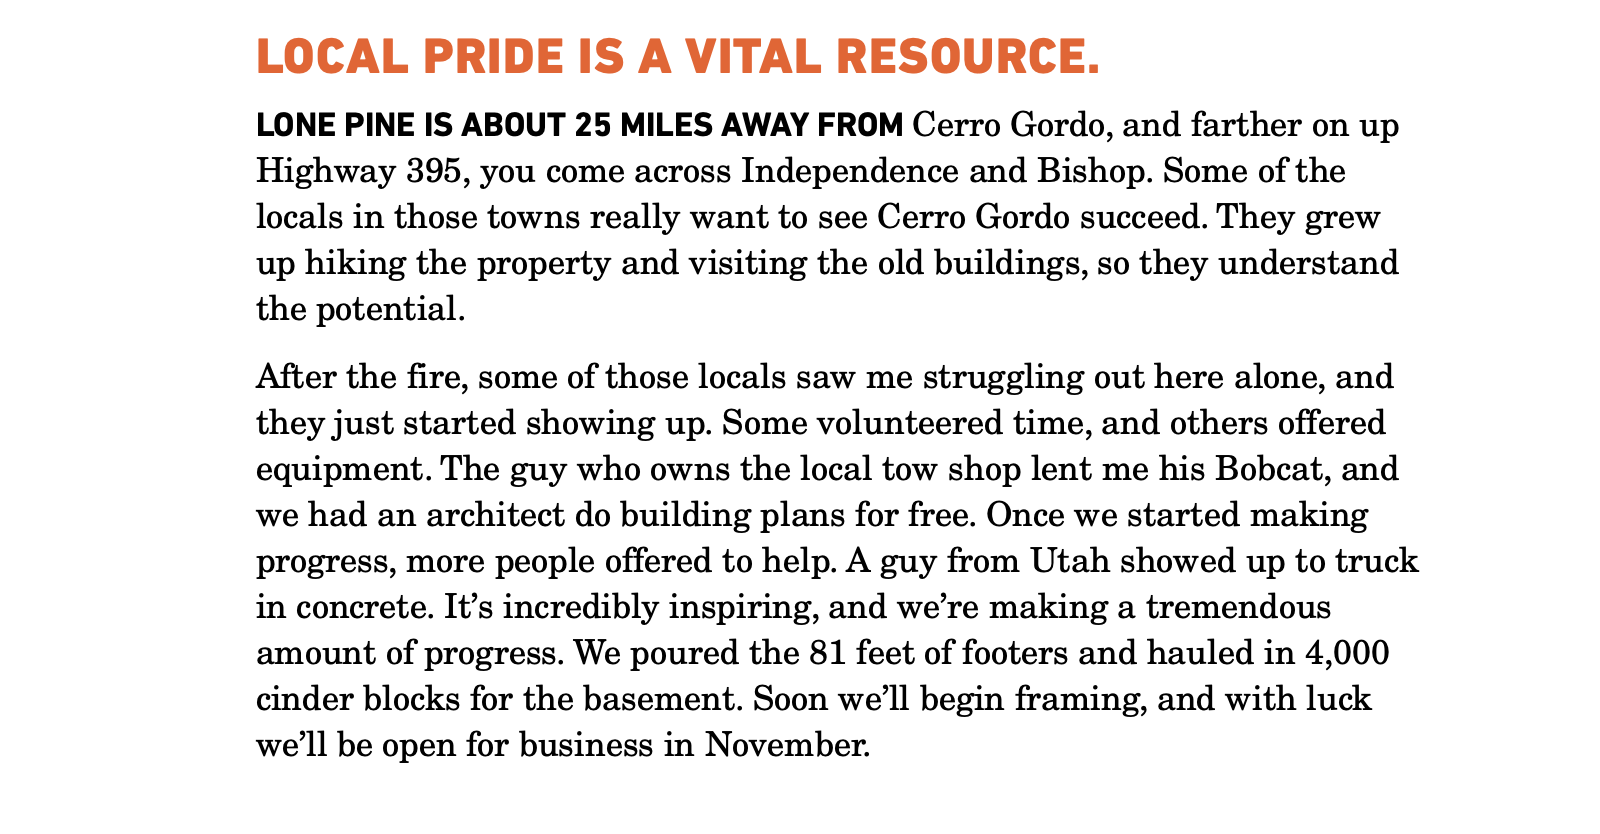 LOCAL PRIDE IS A VITAL RESOURCE.
LONE PINE IS ABOUT 25 MILES AWAY FROM Cerro Gordo, and farther on up
Highway 395, you come across Independence and Bishop. Some of the
locals in those towns really want to see Cerro Gordo succeed. They grew
up hiking the property and visiting the old buildings, so they understand
the potential.
After the fire, some of those locals saw me struggling out here alone, and
they just started showing up. Some volunteered time, and others offered
equipment. The guy who owns the local tow shop lent me his Bobcat, and
we had an architect do building plans for free. Once we started making
progress, more people offered to help. A guy from Utah showed up to truck
in concrete. It’s incredibly inspiring, and we’re making a tremendous
amount of progress. We poured the 81 feet of footers and hauled in 4,000
cinder blocks for the basement. Soon we’ll begin framing, and with luck
we’ll be open for business in November.